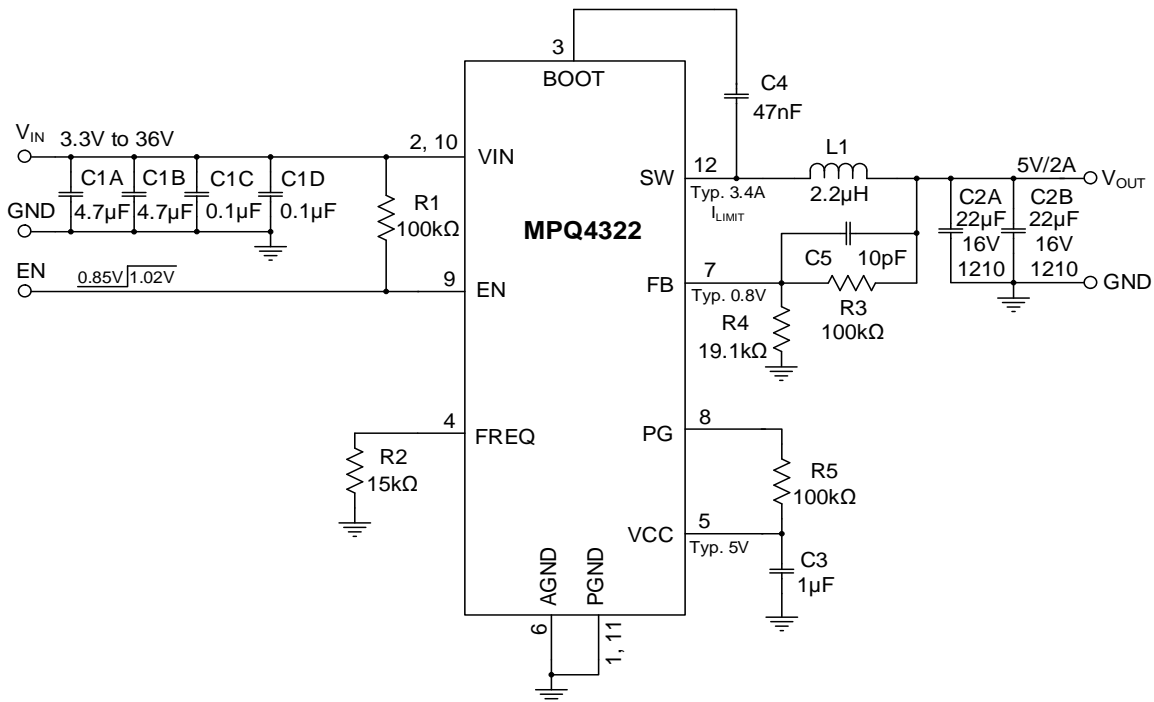 3
BOOT
C4
47nF
V_IN 3.3V to 36V
2, 10
VIN
C1A
4.7µF
C1B
4.7µF
C1C
0.1µF
C1D
0.1µF
GND
R1
100kΩ
EN
0.85V 1.02V
9
EN
MPQ4322
SW
12
Typ. 3.4A
I_LIMIT
L1
2.2µH
5V/2A
V_OUT
C2A
22µF
16V
1210
C2B
22µF
16V
1210
GND
C5
10pF
FB
7
Typ. 0.8V
R3
100kΩ
R4
19.1kΩ
4
FREQ
R2
15kΩ
PG
8
R5
100kΩ
VCC
5
Typ. 5V
C3
1µF
AGND
PGND
6
1, 11